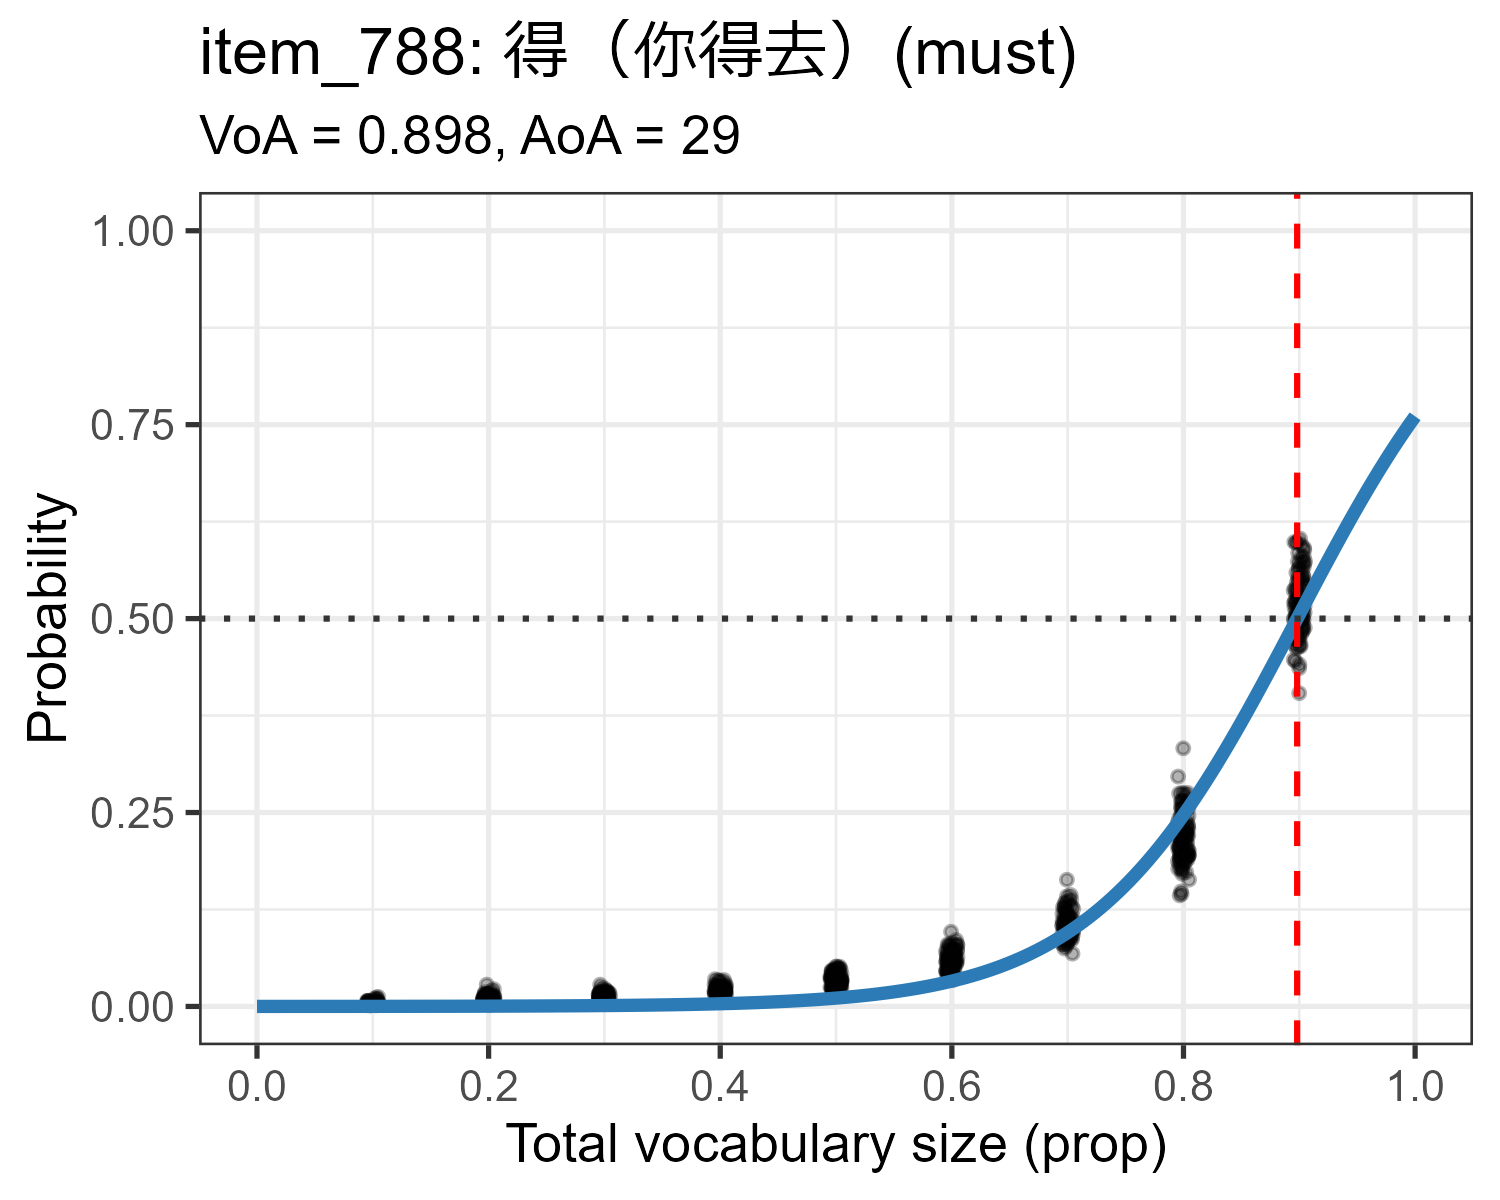 item_788: 得（你得去）(must)
VoA = 0.898, AoA = 29
1.00
0.75
0.50
0.25
0.00
Probability
0.0 0.2 0.4 0.6 0.8 1.0
Total vocabulary size (prop)